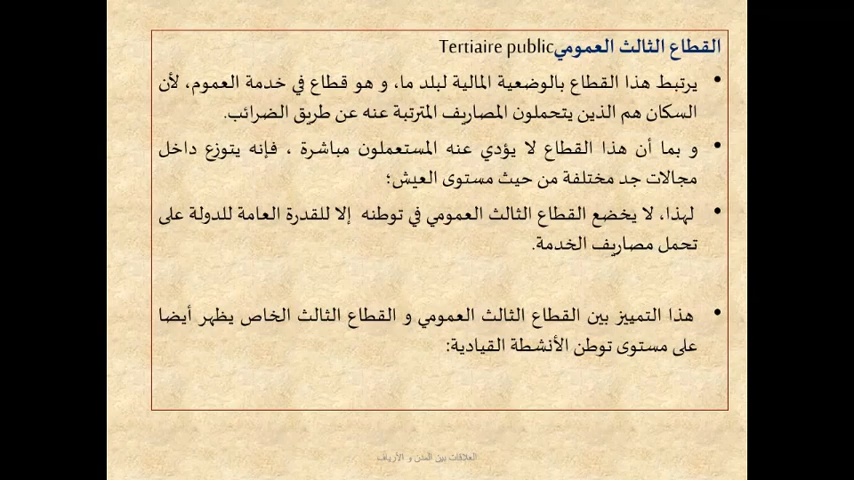 القطاع الثالث العمومي Tertiaire public
• يرتبط هذا القطاع بالوضعية المالية لبلد ما، و هو قطاع في خدمة العموم، لأن
السكان هم الذين يتحملون المصاريف المترتبة عنه عن طريق الضرائب.
• و بما أن هذا القطاع لا يؤدي عنه المستعملون مباشرة ، فإنه يتوزع داخل
مجالات جد مختلفة من حيث مستوى العيش؛
• لهذا، لا يخضع القطاع الثالث العمومي في توطنه إلا للقدرة العامة للدولة على
تحمل مصاريف الخدمة.
• هذا التمييز بين القطاع الثالث العمومي و القطاع الثالث الخاص يظهر أيضا
على مستوى توطن الأنشطة القيادية:
العلاقات بين المدن و الأرياف